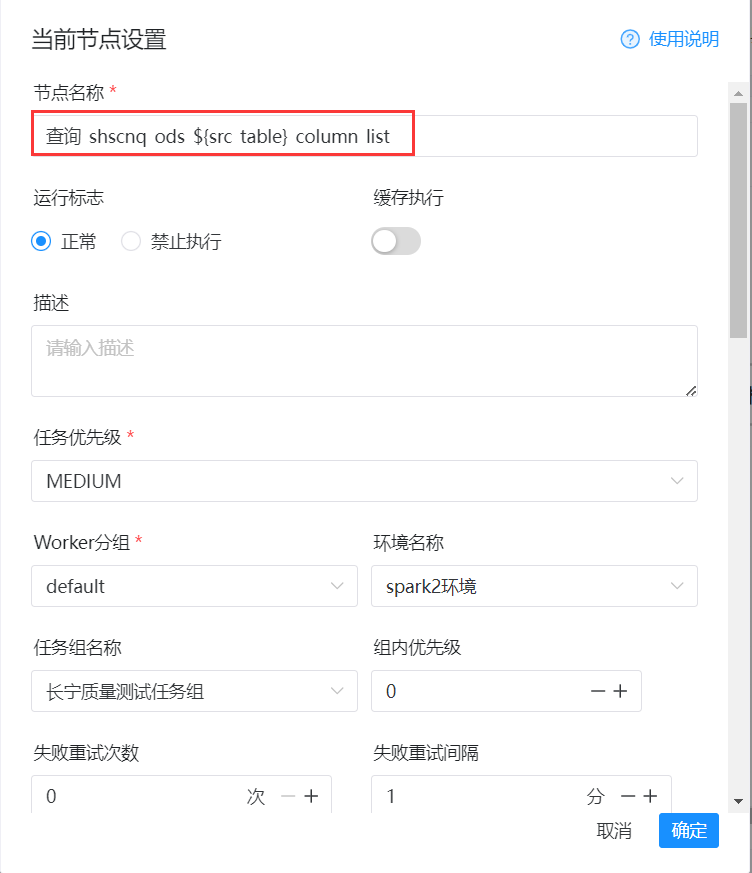 当前节点设置
使用说明
节点名称 *
查询 shscnq ods ${src table} column list
运行标志
缓存执行
正常
禁止执行
描述
请输入描述
任务优先级 *
MEDIUM
Worker分组 *
环境名称
default
spark2环境
任务组名称
组内优先级
长宁质量测试任务组
0
失败重试次数
失败重试间隔
0 次
1 分
取消
确定